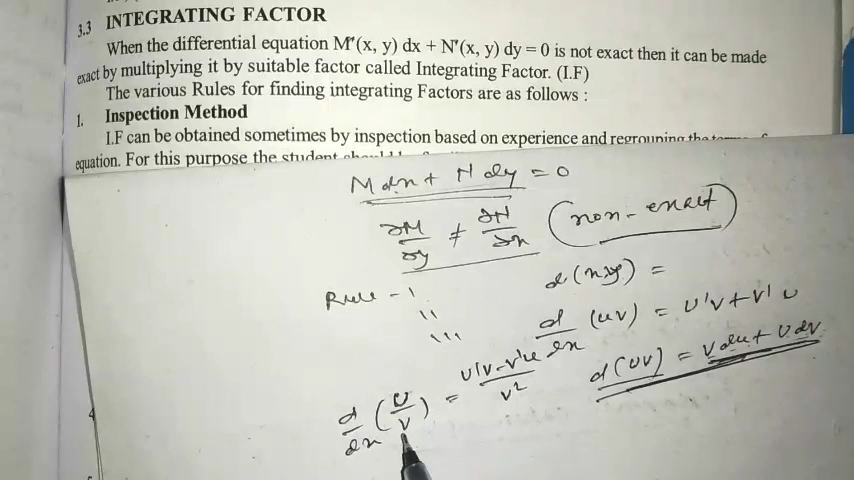 3.3 INTEGRATING FACTOR
When the differential equation M'(x, y) dx + N'(x, y) dy = 0 is not exact then it can be made
exact by multiplying it by suitable factor called Integrating Factor. (I.F)
The various Rules for finding integrating Factors are as follows :
1. Inspection Method
I.F can be obtained sometimes by inspection based on experience and regrouping the
equation. For this purpose the student
M dx + N dy = 0
∂M/∂y ≠ ∂N/∂x (non-exact)
Rule - 1
d(xy) =
11
111
d/dx (uv) = U'V + V'U
d(UV) = Vdu + Udv
d/dx (U/V) = U'V - V'U / V²
4